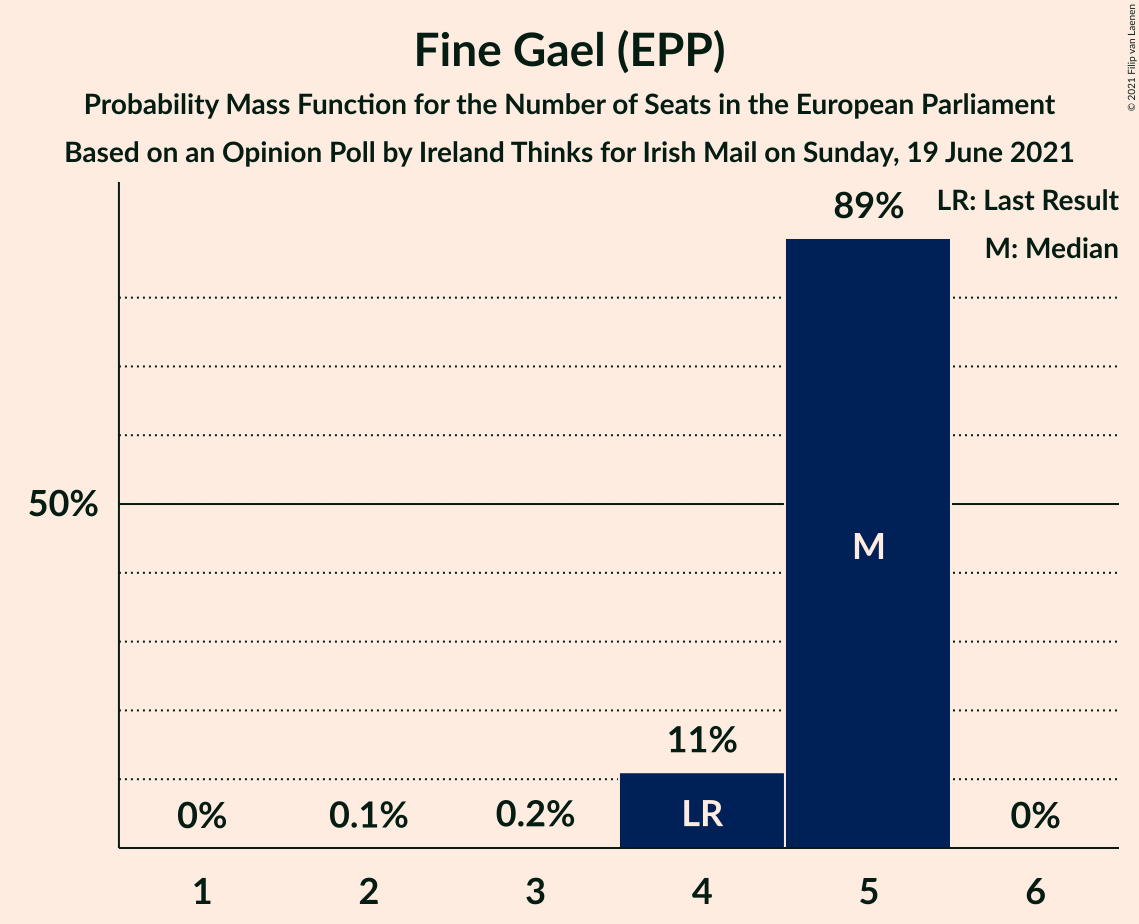 Fine Gael (EPP)
Probability Mass Function for the Number of Seats in the European Parliament
Based on an Opinion Poll by Ireland Thinks for Irish Mail on Sunday, 19 June 2021
© 2021 Filip van Laenen
LR: Last Result
M: Median
89%
50%
M
11%
LR
0%
0.1%
0.2%
0%
1
2
3
4
5
6